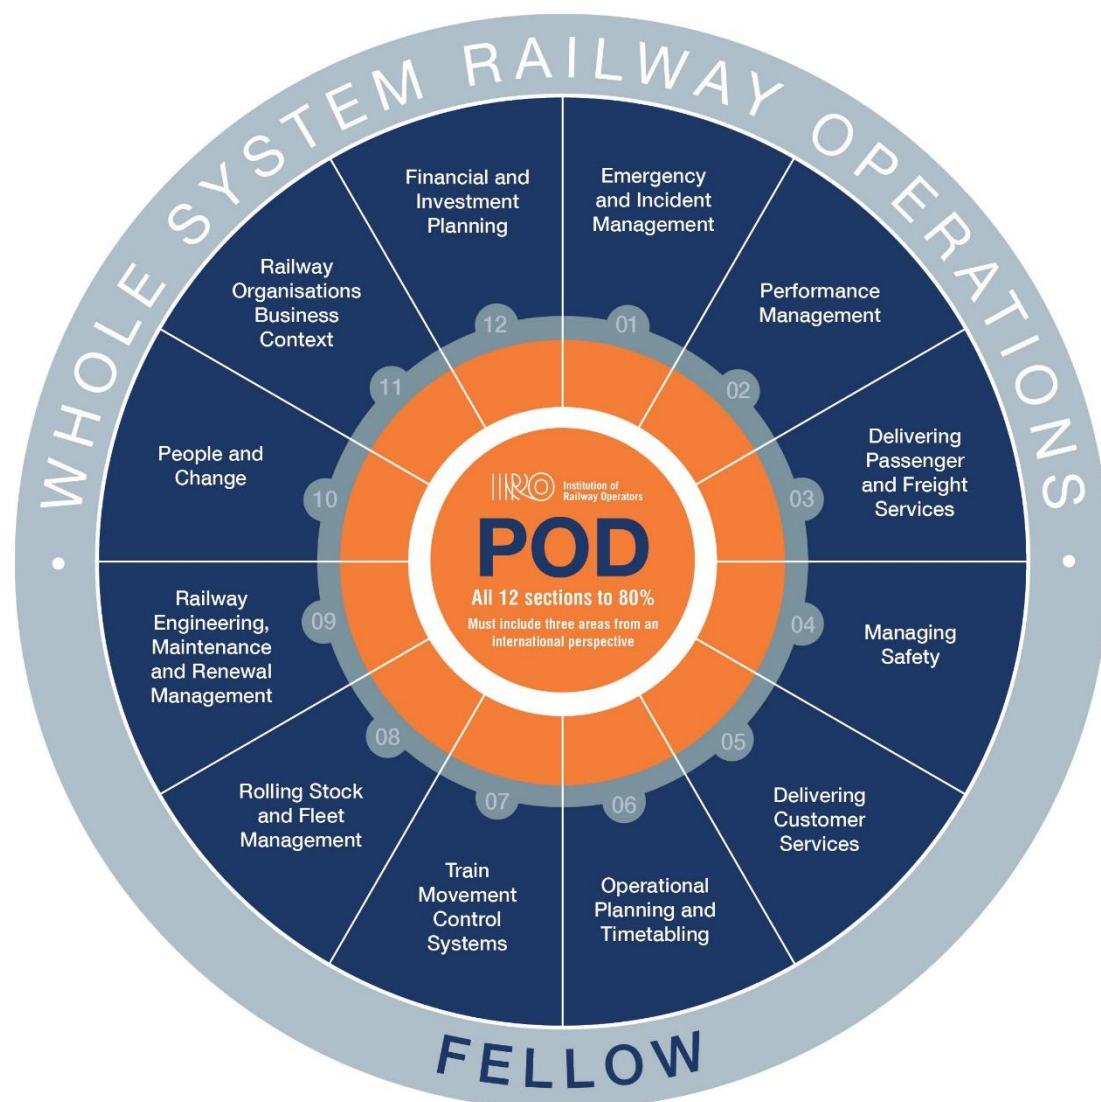 WHOLE SYSTEM RAILWAY OPERATIONS
Emergency
and Incident
Management
01
Performance
Management
02
Delivering
Passenger
and Freight
Services
03
Managing
Safety
04
Delivering
Customer
Services
05
Operational
Planning and
Timetabling
06
Train
Movement
Control
Systems
07
Rolling Stock
and Fleet
Management
08
Railway
Engineering,
Maintenance
and Renewal
Management
09
People and
Change
10
Railway
Organisations
Business
Context
11
Financial and
Investment
Planning
12
IRO
Institution of
Railway Operators
POD
All 12 sections to 80%
Must include three areas from an
international perspective
FELLOW